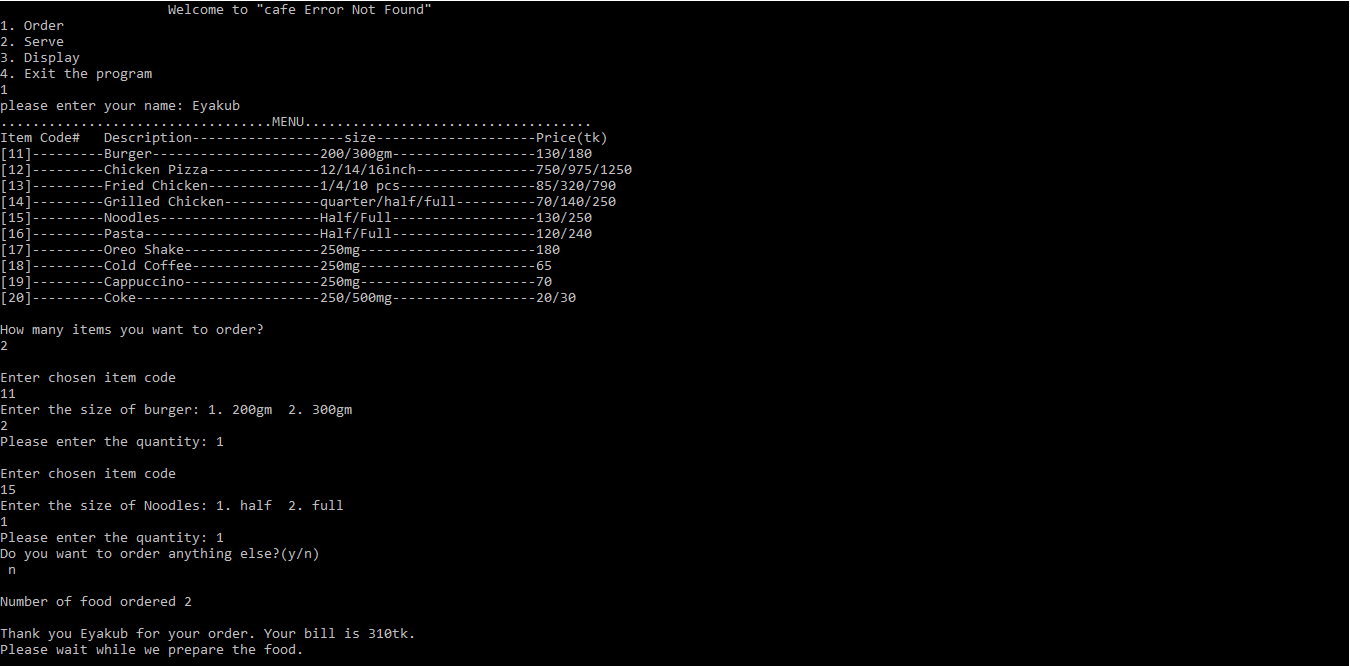 Welcome to "cafe Error Not Found"
1. Order
2. Serve
3. Display
4. Exit the program
1
please enter your name: Eyakub
..................................MENU....................................
Item Code#   Description-------------------size--------------------Price(tk)
[11]---------Burger---------------------200/300gm------------------130/180
[12]---------Chicken Pizza--------------12/14/16inch---------------750/975/1250
[13]---------Fried Chicken--------------1/4/10 pcs-----------------85/320/790
[14]---------Grilled Chicken------------quarter/half/full----------70/140/250
[15]---------Noodles--------------------Half/Full------------------130/250
[16]---------Pasta----------------------Half/Full------------------120/240
[17]---------Oreo Shake-----------------250mg----------------------180
[18]---------Cold Coffee----------------250mg----------------------65
[19]---------Cappuccino-----------------250mg----------------------70
[20]---------Coke-----------------------250/500mg------------------20/30
How many items you want to order?
2
Enter chosen item code
11
Enter the size of burger: 1. 200gm  2. 300gm
2
Please enter the quantity: 1
Enter chosen item code
15
Enter the size of Noodles: 1. half  2. full
1
Please enter the quantity: 1
Do you want to order anything else?(y/n)
n
Number of food ordered 2
Thank you Eyakub for your order. Your bill is 310tk.
Please wait while we prepare the food.